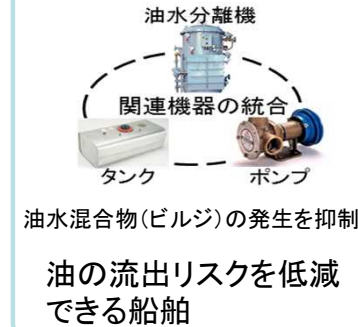 油水分離機
関連機器の統合
タンク
ポンプ
油水混合物(ビルジ)の発生を抑制
油の流出リスクを低減
できる船舶